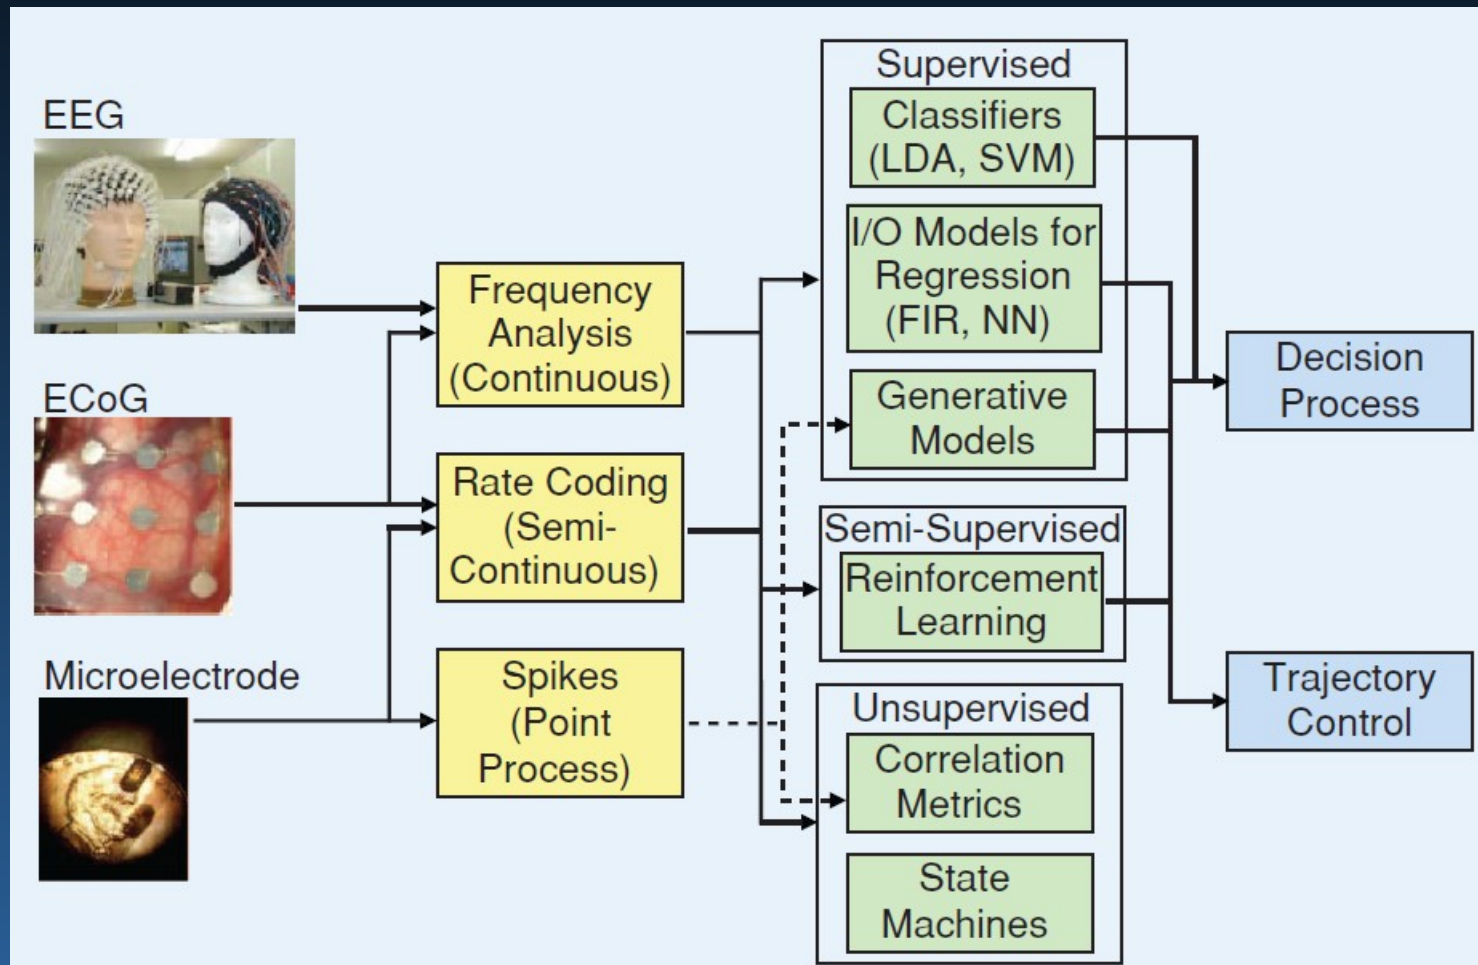 EEG
ECoG
Microelectrode
Frequency
Analysis
(Continuous)
Rate Coding
(Semi-
Continuous)
Spikes
(Point
Process)
Supervised
Classifiers
(LDA, SVM)
I/O Models for
Regression
(FIR, NN)
Generative
Models
Semi-Supervised
Reinforcement
Learning
Unsupervised
Correlation
Metrics
State
Machines
Decision
Process
Trajectory
Control